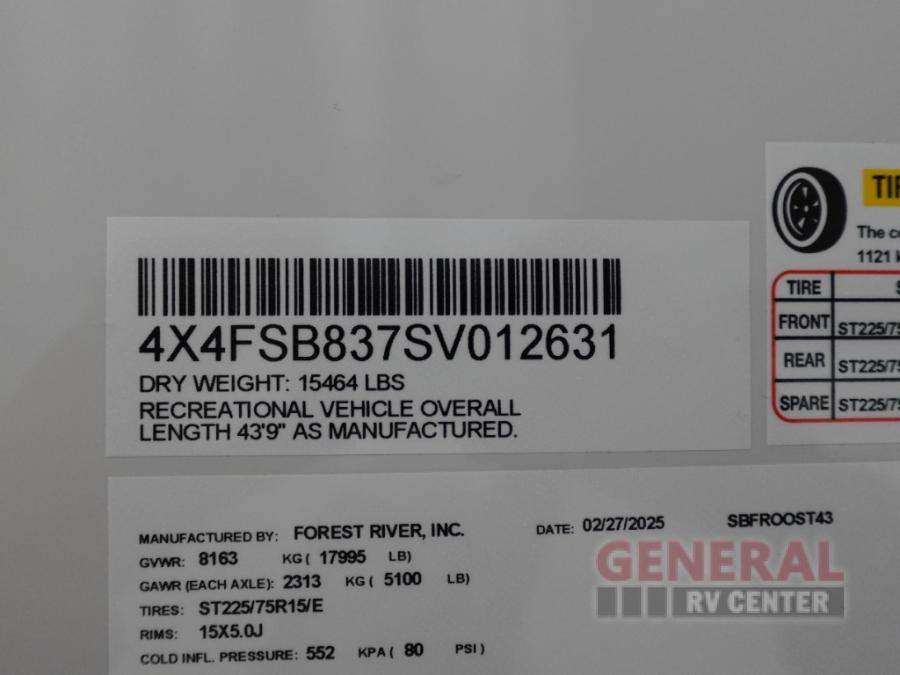 4X4FSB837SV012631
DRY WEIGHT: 15464 LBS
RECREATIONAL VEHICLE OVERALL
LENGTH 43'9" AS MANUFACTURED.
The
1121
TIRE
FRONT ST225/75
REAR ST225/75
SPARE ST225/75
MANUFACTURED BY: FOREST RIVER, INC. DATE: 02/27/2025 SBFROOST43
GVWR: 8163 KG ( 17995 LB)
GAWR (EACH AXLE): 2313 KG ( 5100 LB)
TIRES: ST225/75R15/E
RIMS: 15X5.0J
COLD INFL. PRESSURE: 552 KPA ( 80 PSI )
GENERAL
RV CENTER